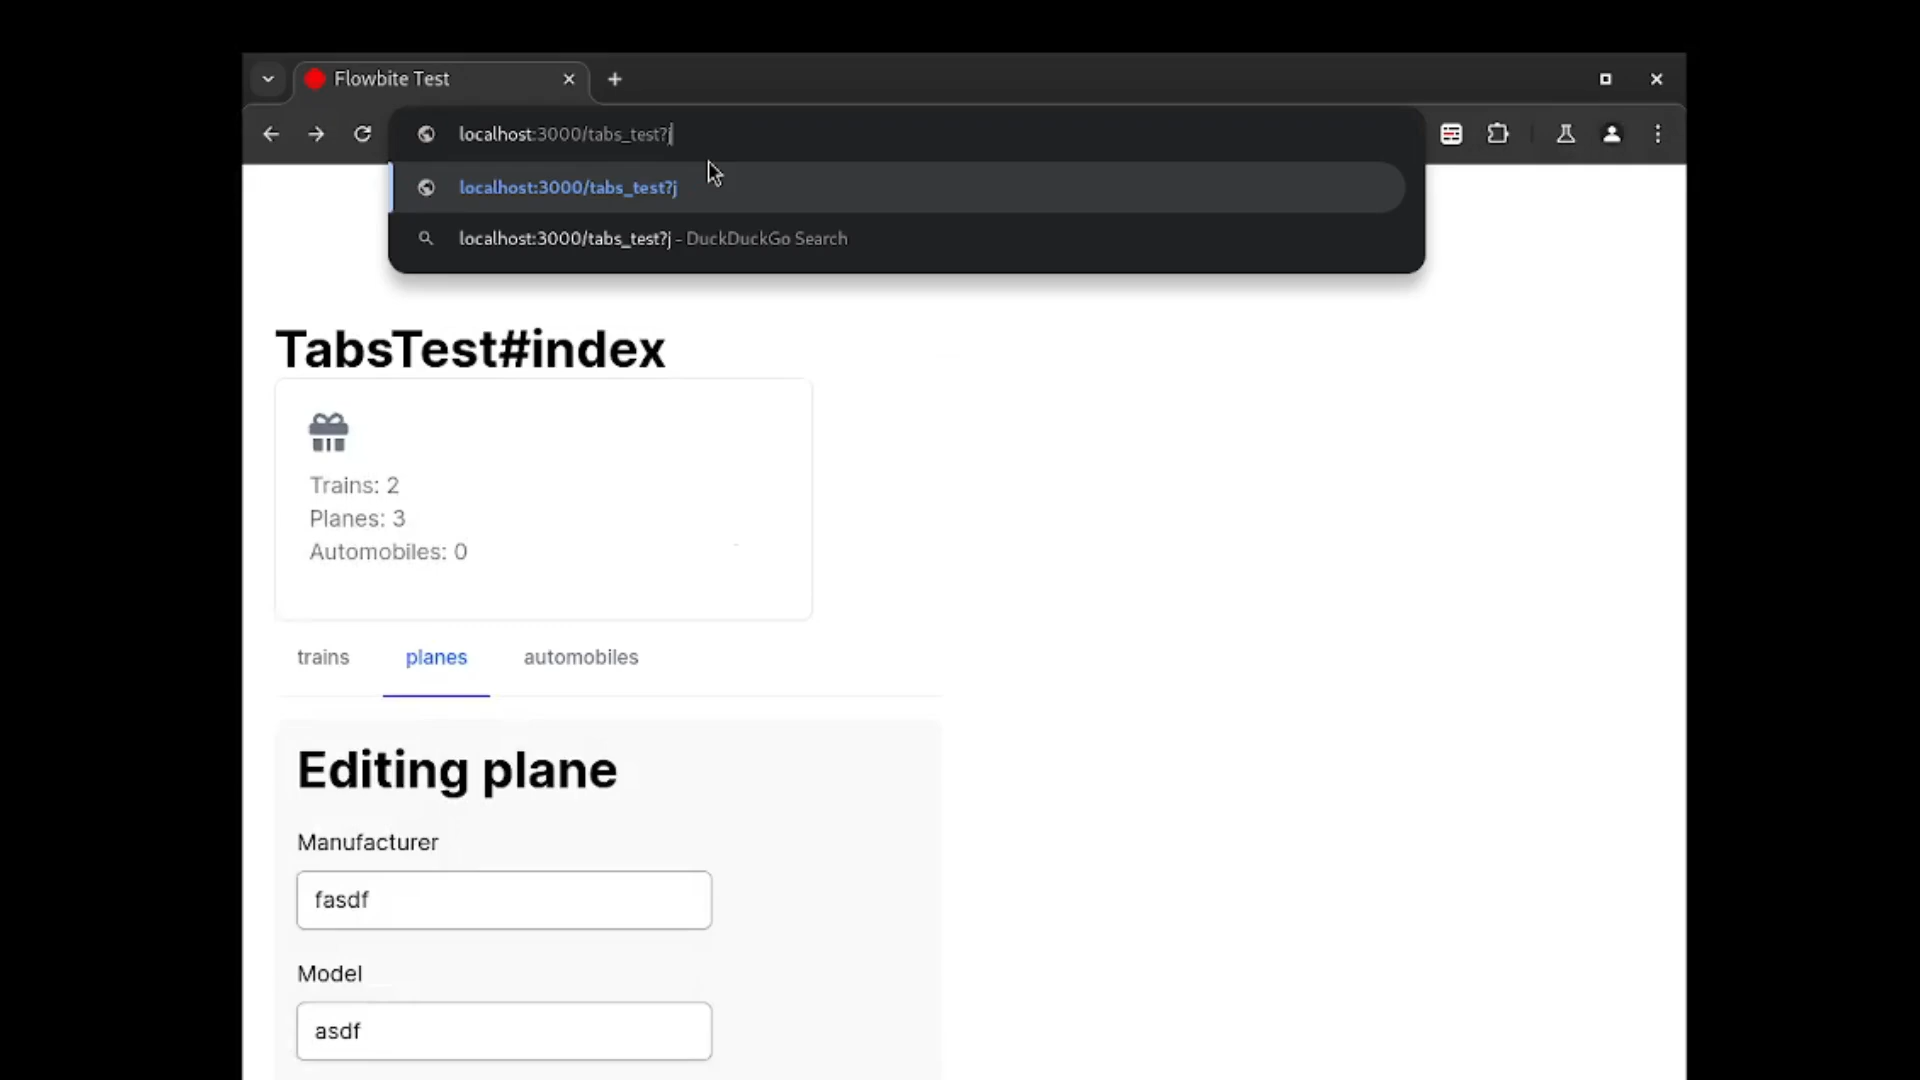 Flowbite Test
localhost:3000/tabs_test?j
localhost:3000/tabs_test?j
localhost:3000/tabs_test?j - DuckDuckGo Search
TabsTest#index
Trains: 2
Planes: 3
Automobiles: 0
trains planes automobiles
Editing plane
Manufacturer
fasdf
Model
asdf